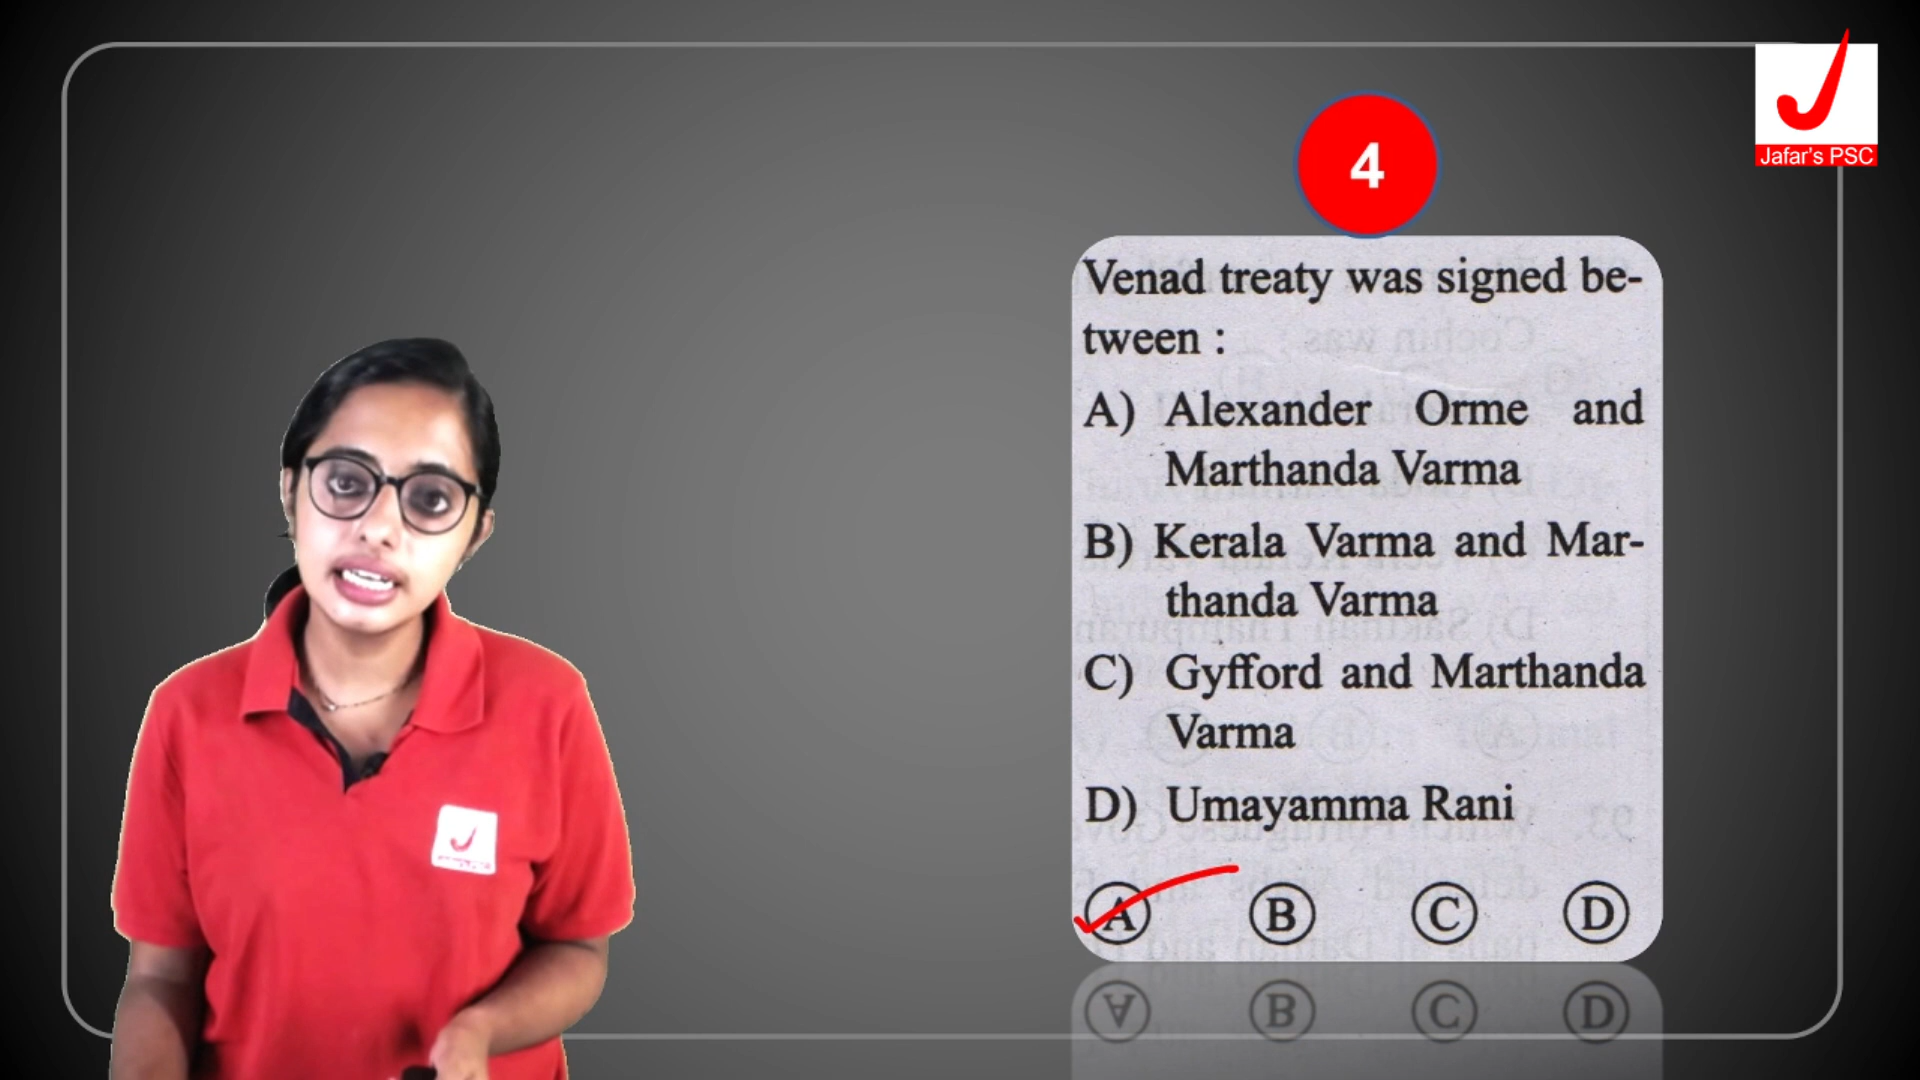 Jafar's PSC
4
Venad treaty was signed be-
tween :
A) Alexander Orme and
Marthanda Varma
B) Kerala Varma and Mar-
thanda Varma
C) Gyfford and Marthanda
Varma
D) Umayamma Rani
A B C D